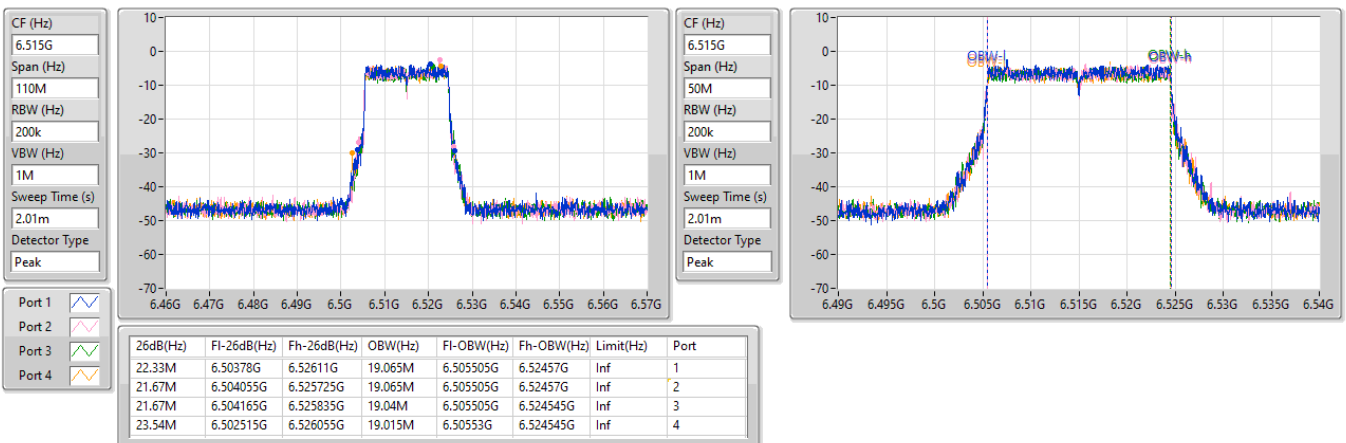 CF (Hz)
6.515G
Span (Hz)
110M
RBW (Hz)
200k
VBW (Hz)
1M
Sweep Time (s)
2.01m
Detector Type
Peak
10
0
-10
-20
-30
-40
-50
-60
-70
6.46G 6.47G 6.48G 6.49G 6.5G 6.51G 6.52G 6.53G 6.54G 6.55G 6.56G 6.57G
CF (Hz)
6.515G
Span (Hz)
50M
RBW (Hz)
200k
VBW (Hz)
1M
Sweep Time (s)
2.01m
Detector Type
Peak
10
0
-10
-20
-30
-40
-50
-60
-70
OBW-l OBW-h
6.49G 6.495G 6.5G 6.505G 6.51G 6.515G 6.52G 6.525G 6.53G 6.535G 6.54G
Port 1
Port 2
Port 3
Port 4
26dB(Hz) Fl-26dB(Hz) Fh-26dB(Hz) OBW(Hz) Fl-OBW(Hz) Fh-OBW(Hz) Limit(Hz) Port
22.33M 6.50378G 6.52611G 19.065M 6.505505G 6.52457G Inf 1
21.67M 6.504055G 6.525725G 19.065M 6.505505G 6.52457G Inf 2
21.67M 6.504165G 6.525835G 19.04M 6.505505G 6.524545G Inf 3
23.54M 6.502515G 6.526055G 19.015M 6.50553G 6.524545G Inf 4